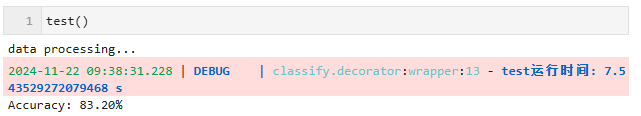 1 test()
data processing...
2024-11-22 09:38:31.228 | DEBUG    | classify.decorator:wrapper:13 - test运行时间: 7.5
43529272079468 s
Accuracy: 83.20%